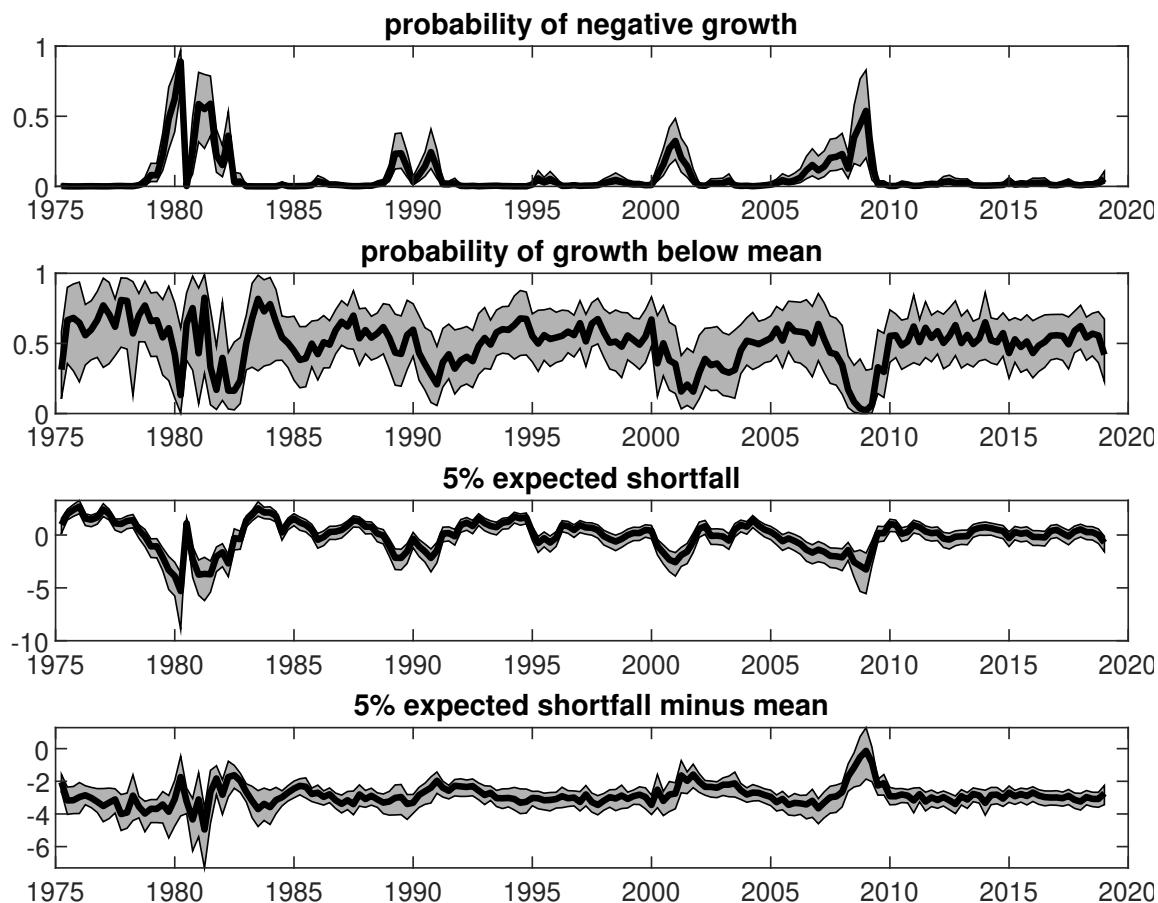 probability of negative growth
1
0.5
0
1975 1980 1985 1990 1995 2000 2005 2010 2015 2020
probability of growth below mean
1
0.5
0
1975 1980 1985 1990 1995 2000 2005 2010 2015 2020
5% expected shortfall
0
-5
-10
1975 1980 1985 1990 1995 2000 2005 2010 2015 2020
5% expected shortfall minus mean
0
-2
-4
-6
1975 1980 1985 1990 1995 2000 2005 2010 2015 2020